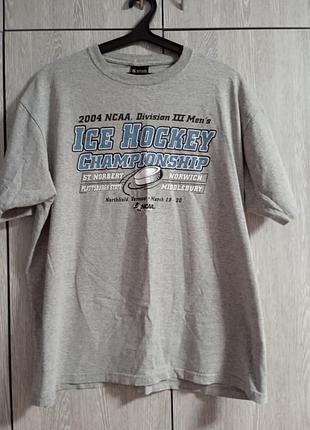 2004 NCAA Division III Men's
ICE HOCKEY
CHAMPIONSHIP
ST NORBERT NORWICH
PLATTSBURGH STATE MIDDLEBURY
Northfield, Vermont • March 19 - 20
NCAA